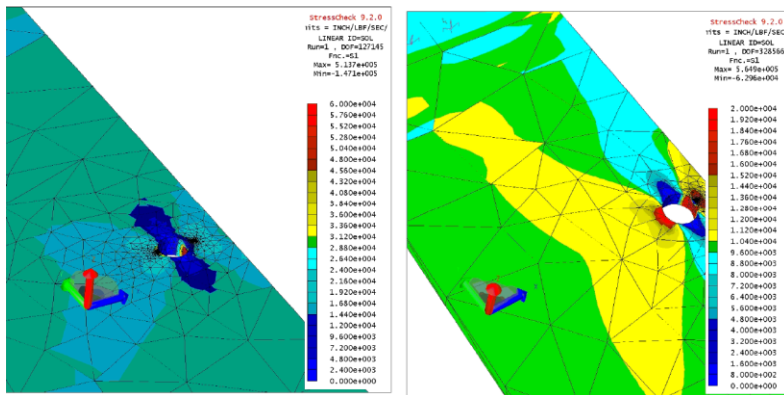 StressCheck 9.2.0
nits = INCH/LBF/SEC/
LINEAR ID=SOL
Run=1 , DOF=127145
Fnc.=S1
Max= 5.137e+005
Min=-1.471e+005
6.000e+004
5.760e+004
5.520e+004
5.280e+004
5.040e+004
4.800e+004
4.560e+004
4.320e+004
4.080e+004
3.840e+004
3.600e+004
3.360e+004
3.120e+004
2.880e+004
2.640e+004
2.400e+004
2.160e+004
1.920e+004
1.680e+004
1.440e+004
1.200e+004
9.600e+003
7.200e+003
4.800e+003
2.400e+003
0.000e+000
StressCheck 9.2.0
its = INCH/LBF/SEC/
LINEAR ID=SOL
Run=1 , DOF=328566
Fnc.=S1
Max= 5.649e+005
Min=-6.296e+004
2.000e+004
1.920e+004
1.840e+004
1.760e+004
1.680e+004
1.600e+004
1.520e+004
1.440e+004
1.360e+004
1.280e+004
1.200e+004
1.120e+004
1.040e+004
9.600e+003
8.800e+003
8.000e+003
7.200e+003
6.400e+003
5.600e+003
4.800e+003
4.000e+003
3.200e+003
2.400e+003
1.600e+003
8.000e+002
0.000e+000